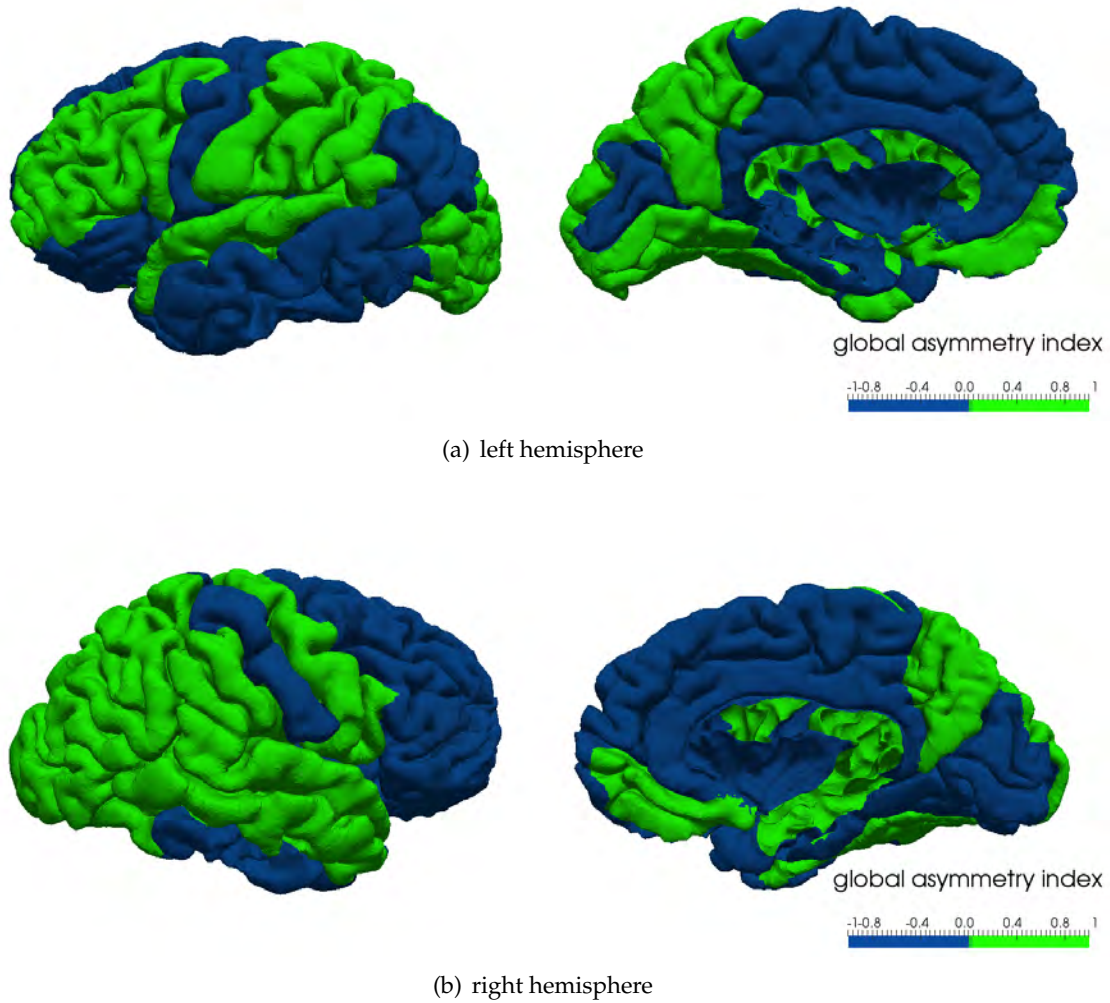 global asymmetry index
-1-0.8 -0.4 0.0 0.4 0.8 1
(a) left hemisphere
global asymmetry index
-1-0.8 -0.4 0.0 0.4 0.8 1
(b) right hemisphere